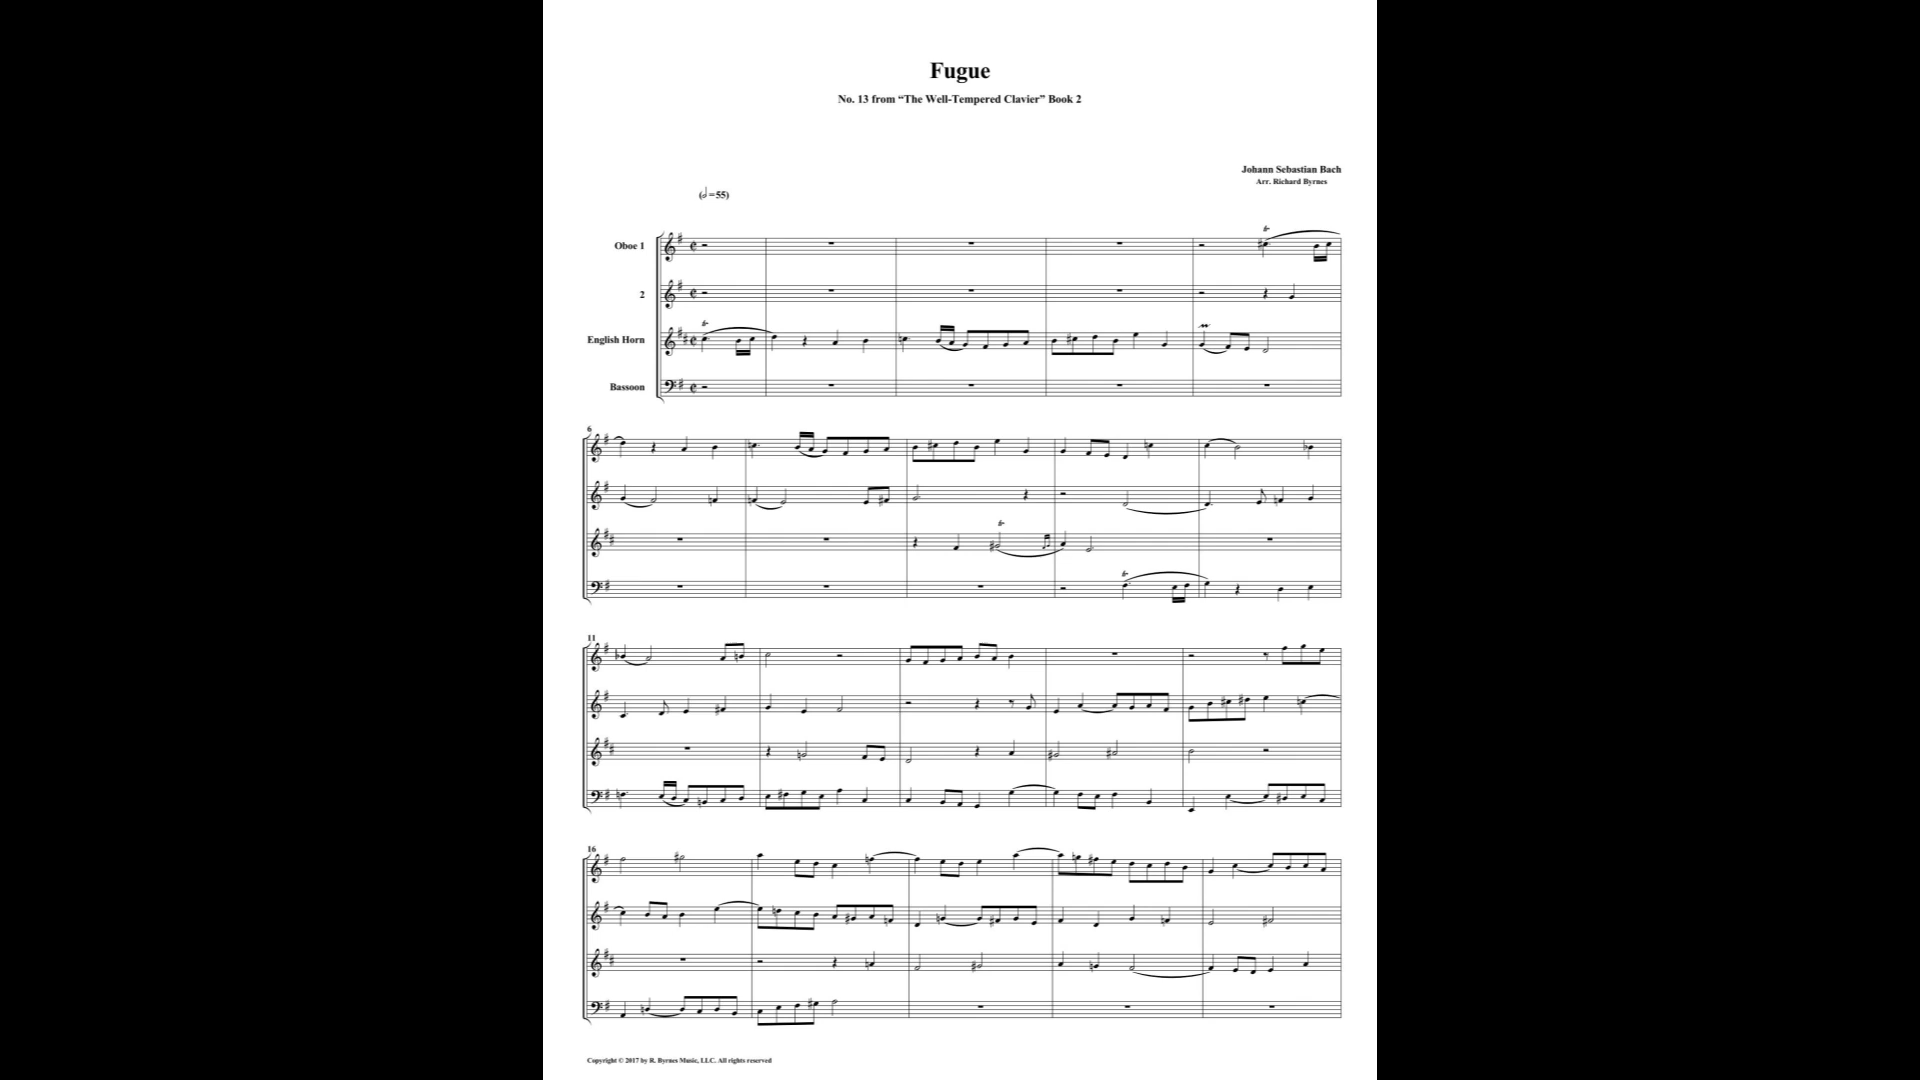 Fugue
No. 13 from “The Well-Tempered Clavier” Book 2
Johann Sebastian Bach
Arr. Richard Byrnes
(𝅗𝅥=55)
Oboe 1
2
English Horn
Bassoon
6
11
16
Copyright © 2017 by R. Byrnes Music, LLC. All rights reserved